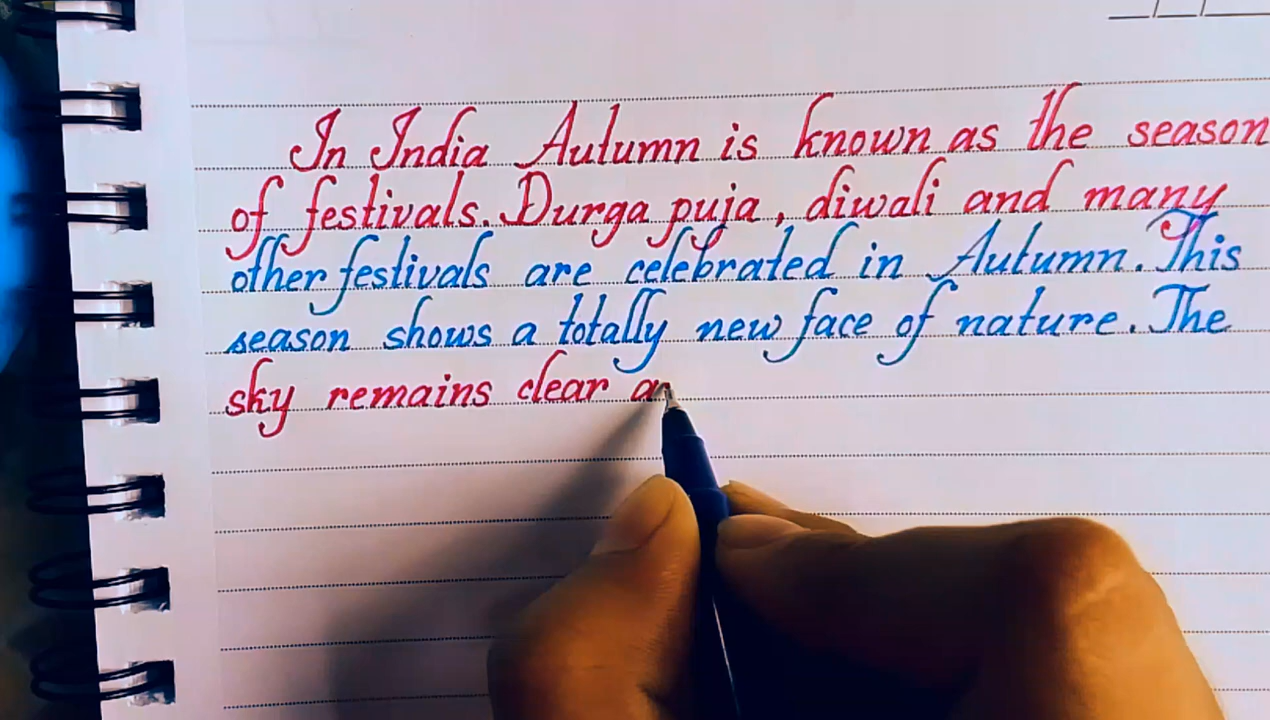 In India Autumn is known as the season
of festivals. Durga puja, diwali and many
other festivals are celebrated in Autumn. This
season shows a totally new face of nature. The
sky remains clear an